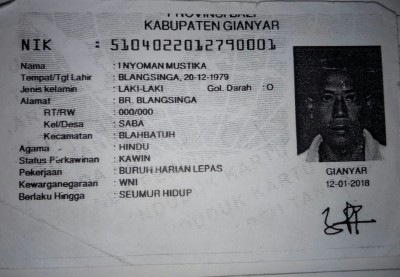 PROVINSI BALI
KABUPATEN GIANYAR
NIK : 5104022012790001
Nama : I NYOMAN MUSTIKA
Tempat/Tgl Lahir : BLANGSINGA, 20-12-1979
Jenis kelamin : LAKI-LAKI Gol. Darah : O
Alamat : BR. BLANGSINGA
RT/RW : 000/000
Kel/Desa : SABA
Kecamatan : BLAHBATUH
Agama : HINDU
Status Perkawinan : KAWIN
Pekerjaan : BURUH HARIAN LEPAS
Kewarganegaraan : WNI
Berlaku Hingga : SEUMUR HIDUP
GIANYAR
12-01-2018